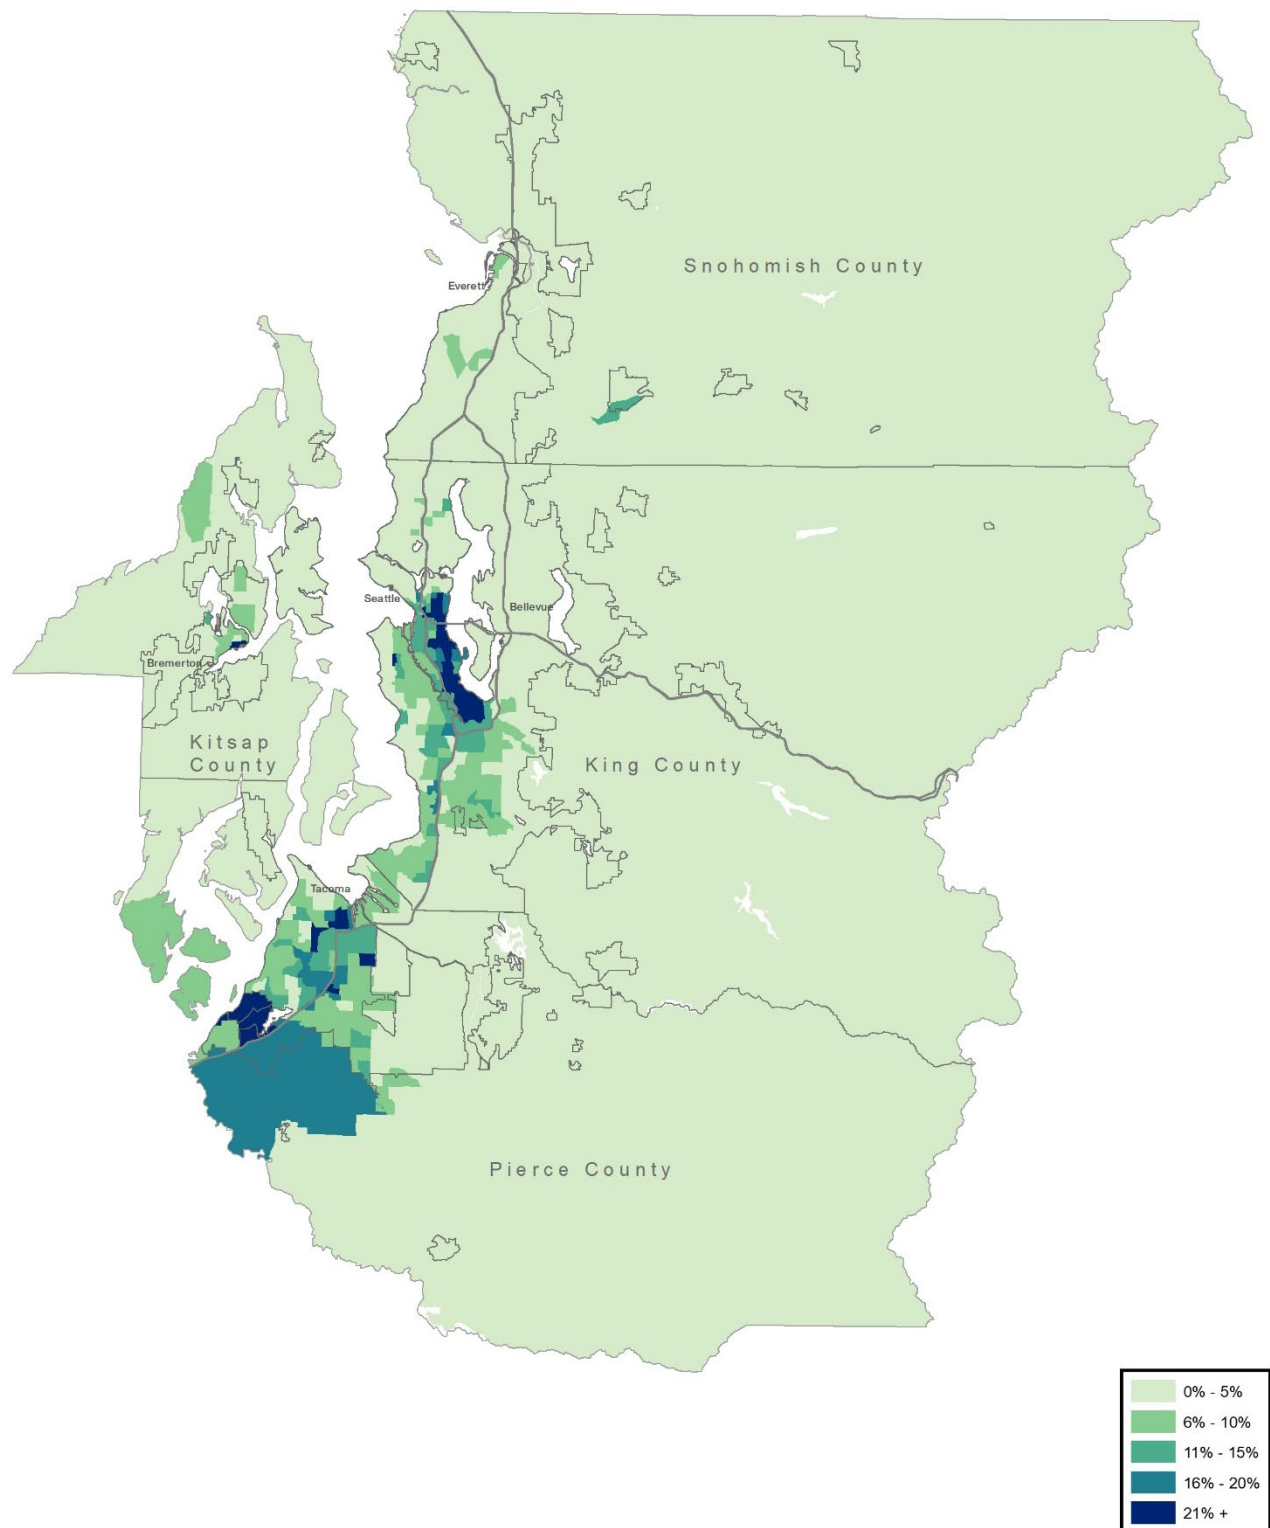 Snohomish County
Everett
Seattle
Bellevue
Bremerton
Kitsap
County
King County
Tacoma
Pierce County
0% - 5%
6% - 10%
11% - 15%
16% - 20%
21% +